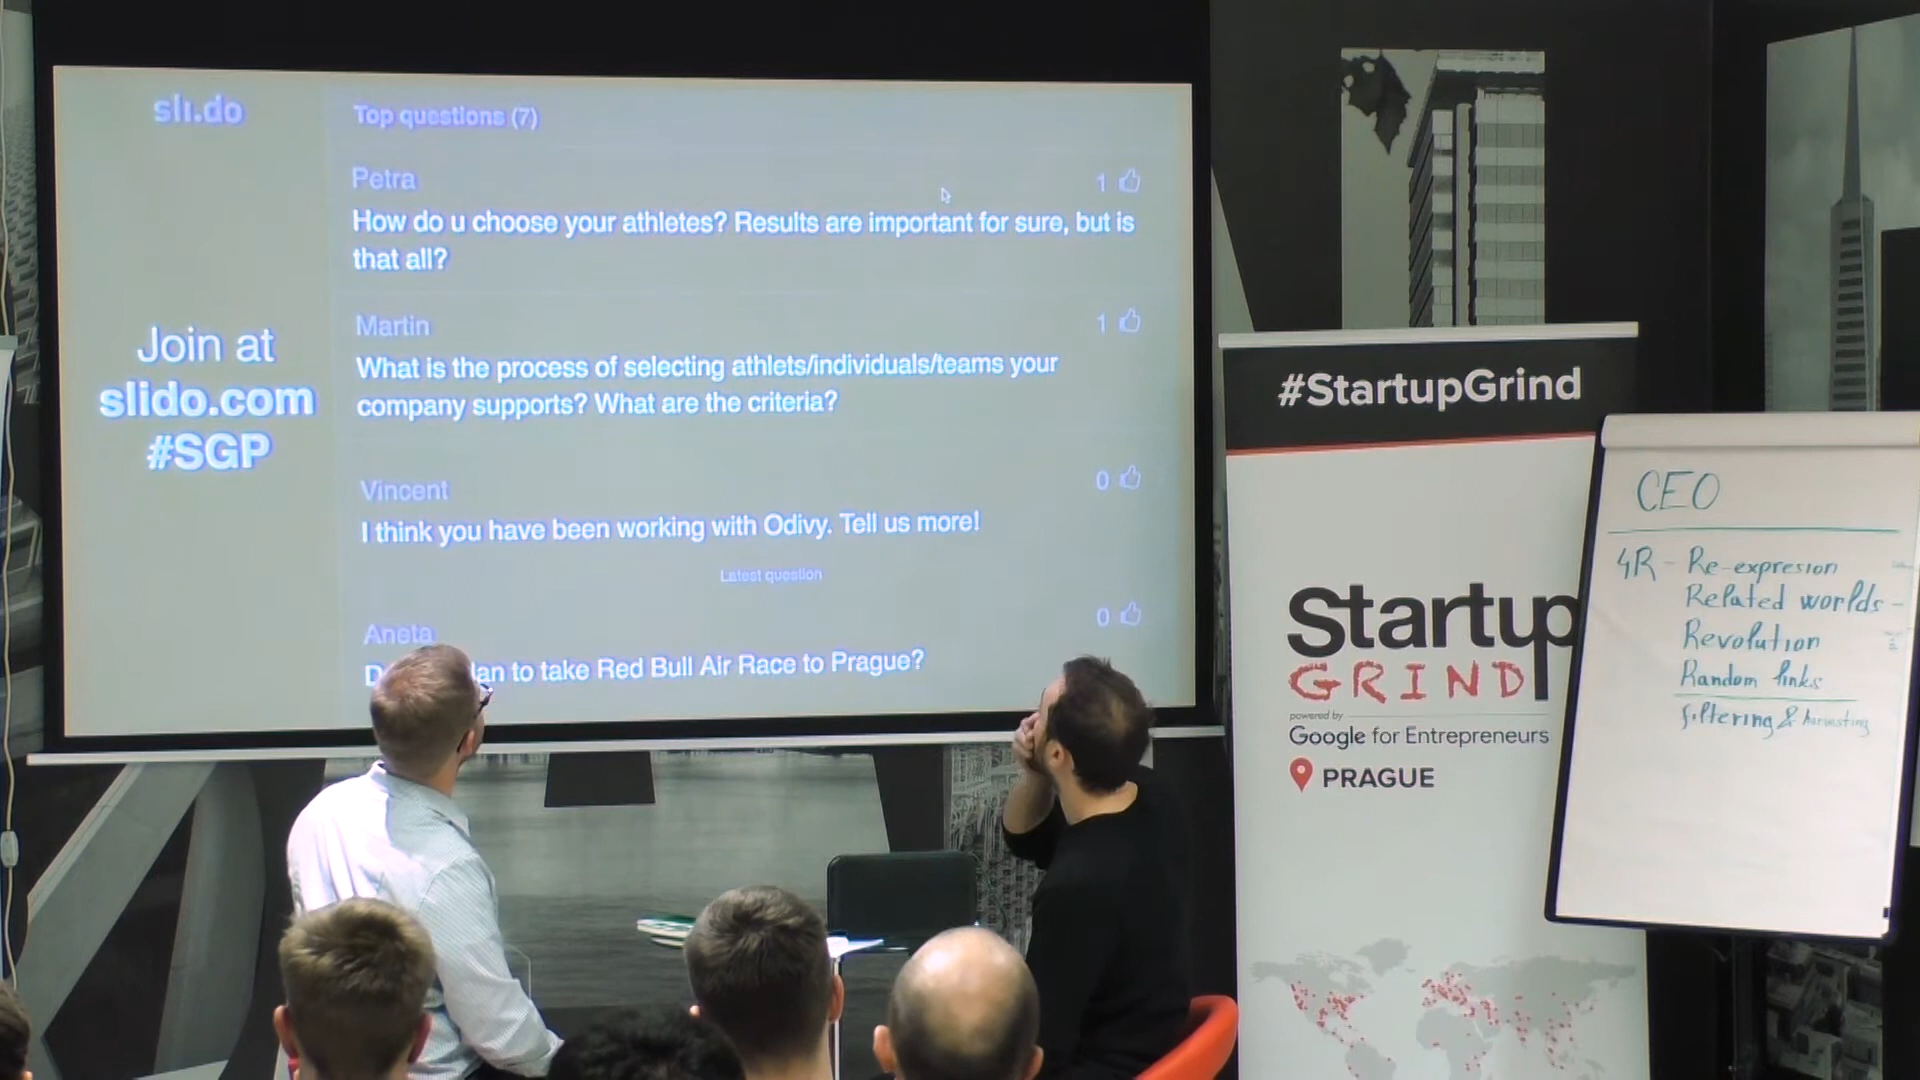 sli.do
Top questions (7)
Petra
1
How do u choose your athletes? Results are important for sure, but is
that all?
Martin
1
What is the process of selecting athlets/individuals/teams your
company supports? What are the criteria?
Vincent
0
I think you have been working with Odivy. Tell us more!
Latest question
Aneta
0
to take Red Bull Air Race to Prague?
Join at
slido.com
#SGP
#StartupGrind
Startup
GRIND
powered by
Google for Entrepreneurs
PRAGUE
CEO
4R - Re-expresion
Related worlds -
Revolution
Random links
filtering & harvesting